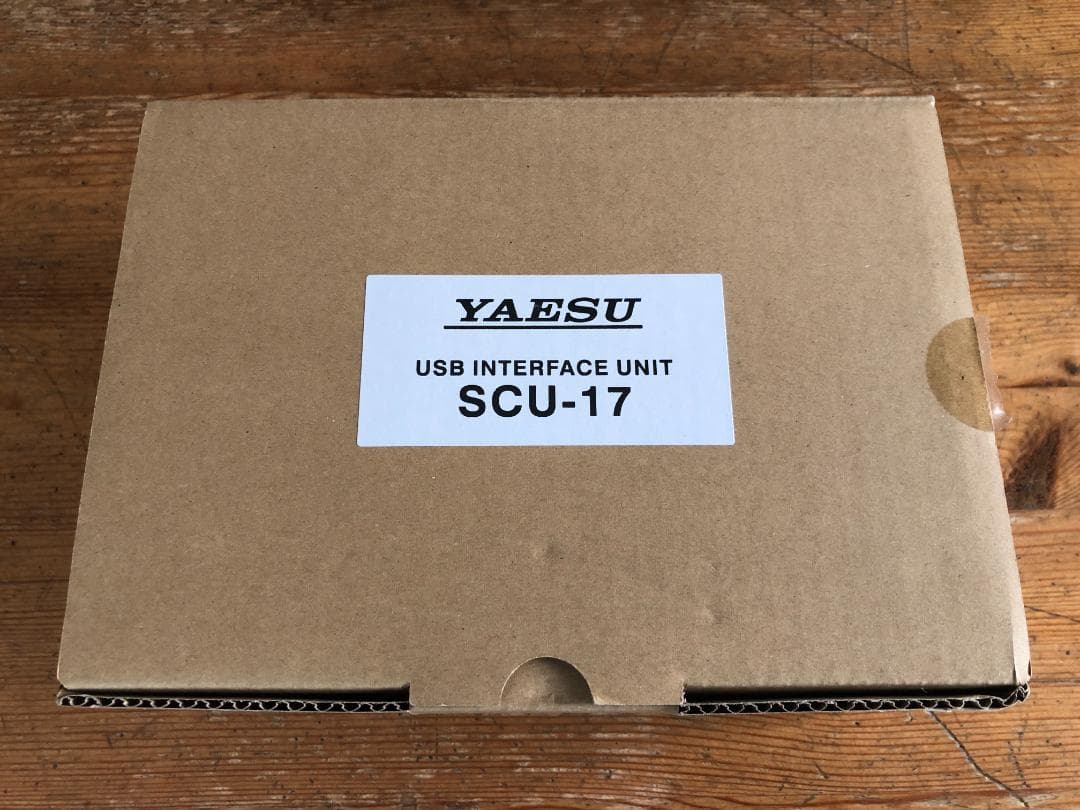 YAESU
USB INTERFACE UNIT
SCU-17